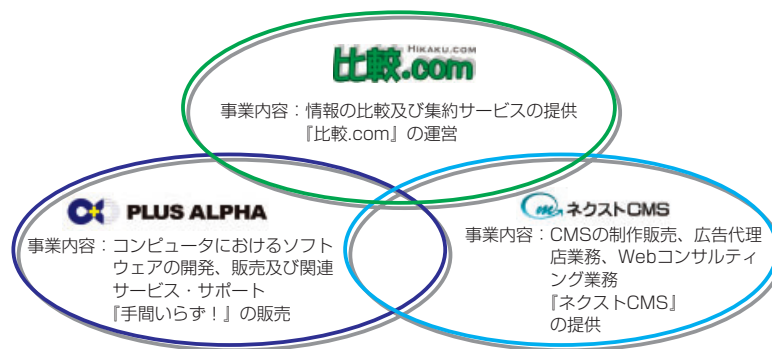 HIKAKU.COM
比較.com
事業内容：情報の比較及び集約サービスの提供
『比較.com』の運営
PLUS ALPHA
事業内容：コンピュータにおけるソフト
ウェアの開発、販売及び関連
サービス・サポート
『手間いらず！』の販売
ネクストCMS
事業内容：CMSの制作販売、広告代理
店業務、Webコンサルティ
ング業務
『ネクストCMS』
の提供